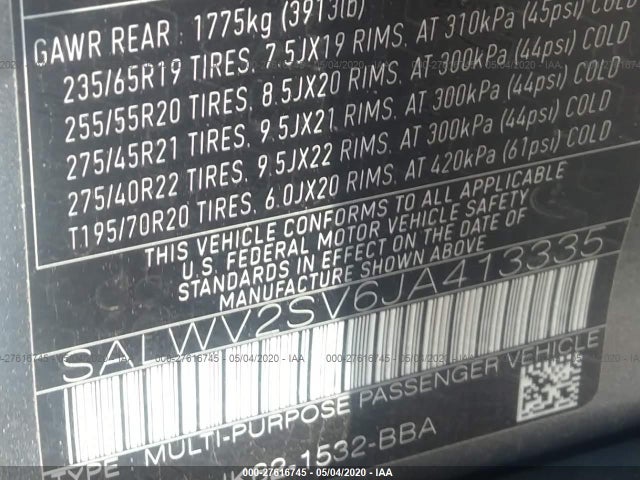 GAWR REAR : 1775kg (3913lb)
235/65R19 TIRES, 7.5JX19 RIMS. AT 310kPa (45psi) COLD
255/55R20 TIRES, 8.5JX20 RIMS. AT 300kPa (44psi) COLD
275/45R21 TIRES, 9.5JX21 RIMS. AT 300kPa (44psi) COLD
275/40R22 TIRES, 9.5JX22 RIMS. AT 300kPa (44psi) COLD
T195/70R20 TIRES, 6.0JX20 RIMS. AT 420kPa (61psi) COLD
THIS VEHICLE CONFORMS TO ALL APPLICABLE
U.S. FEDERAL MOTOR VEHICLE SAFETY
STANDARDS IN EFFECT ON THE DATE OF
MANUFACTURE SHOWN ABOVE
SALWV2SV6JA413335
TYPE: MULTI-PURPOSE PASSENGER VEHICLE
1532-BBA
000-27616745 - 05/04/2020 - IAA